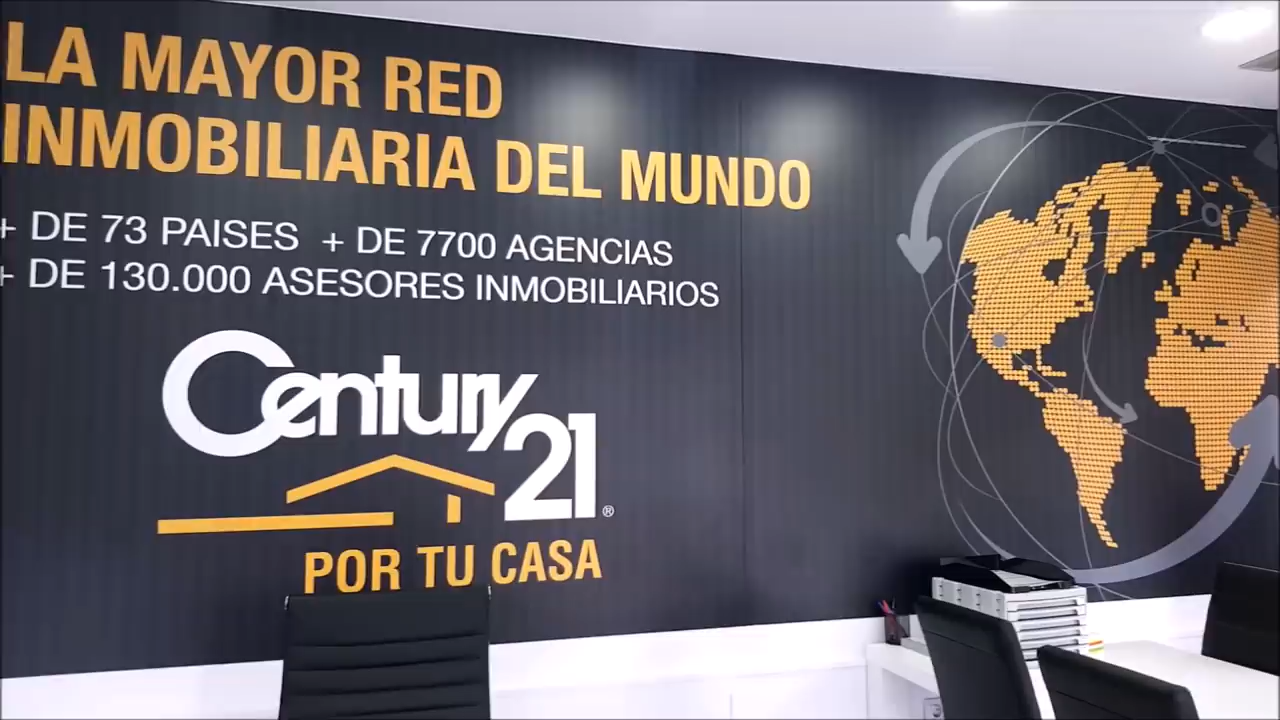 LA MAYOR RED
INMOBILIARIA DEL MUNDO
+ DE 73 PAISES + DE 7700 AGENCIAS
+ DE 130.000 ASESORES INMOBILIARIOS
Century
21®
POR TU CASA